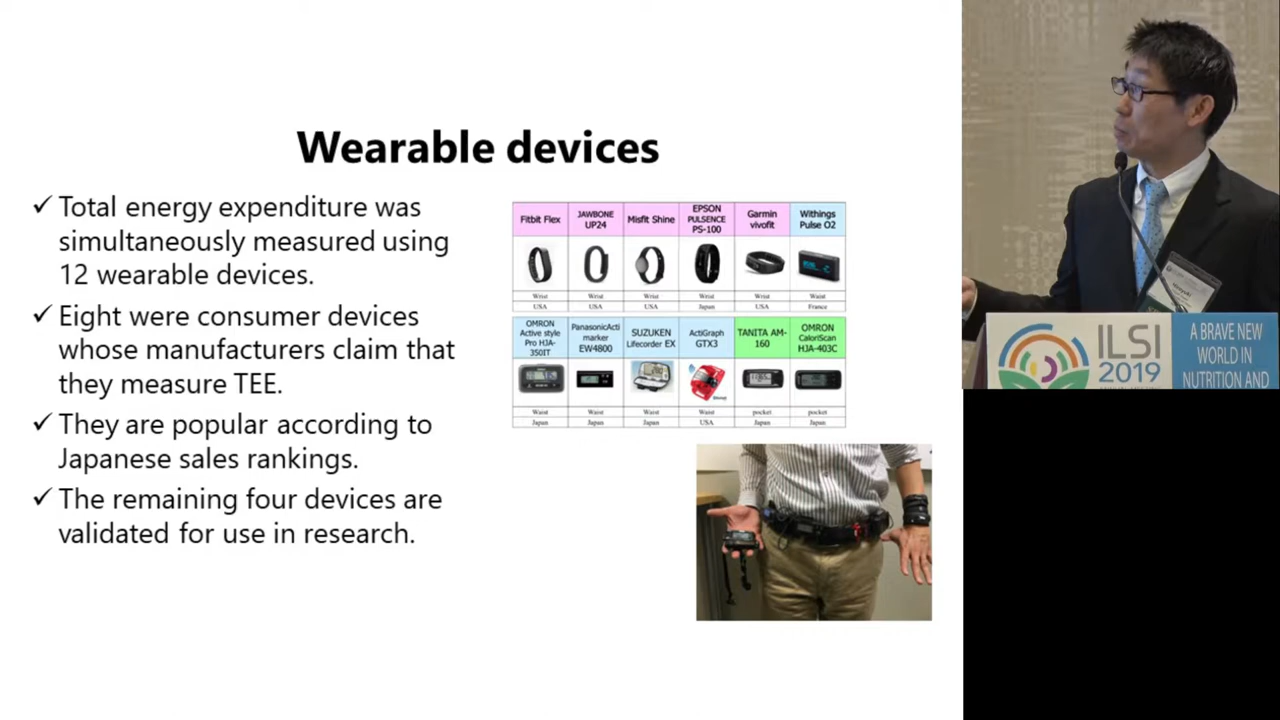 Wearable devices
✓ Total energy expenditure was
simultaneously measured using
12 wearable devices.
✓ Eight were consumer devices
whose manufacturers claim that
they measure TEE.
✓ They are popular according to
Japanese sales rankings.
✓ The remaining four devices are
validated for use in research.
Fitbit Flex
JAWBONE
UP24
Misfit Shine
EPSON
PULSENCE
PS-100
Garmin
vivofit
Withings
Pulse O2
Wrist Wrist Wrist Wrist Wrist Waist
USA USA USA Japan USA France
OMRON
Active style
Pro HJA-
350IT
PanasonicActi
marker
EW4800
SUZUKEN
Lifecorder EX
ActiGraph
GTX3
TANITA AM-
160
OMRON
CaloriScan
HJA-403C
Waist Waist Waist Waist pocket pocket
Japan Japan Japan USA Japan Japan
ILSI
2019
A BRAVE NEW
WORLD IN
NUTRITION AND